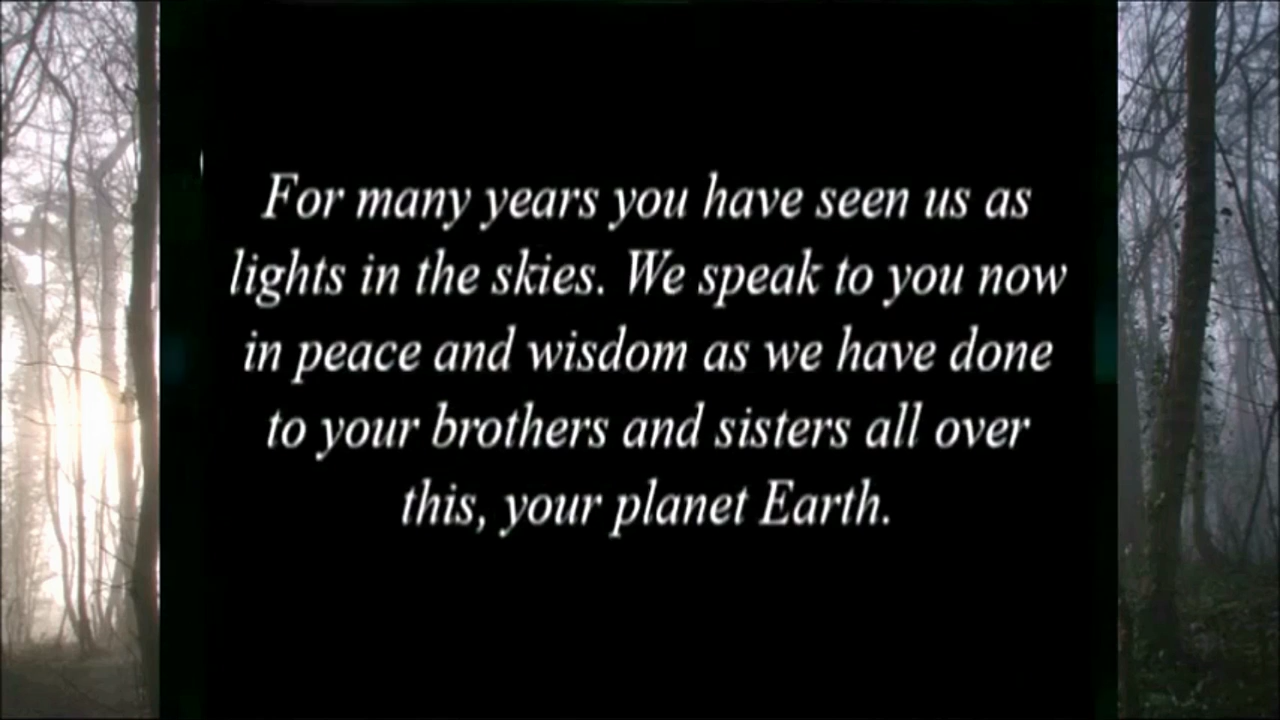 For many years you have seen us as
lights in the skies. We speak to you now
in peace and wisdom as we have done
to your brothers and sisters all over
this, your planet Earth.